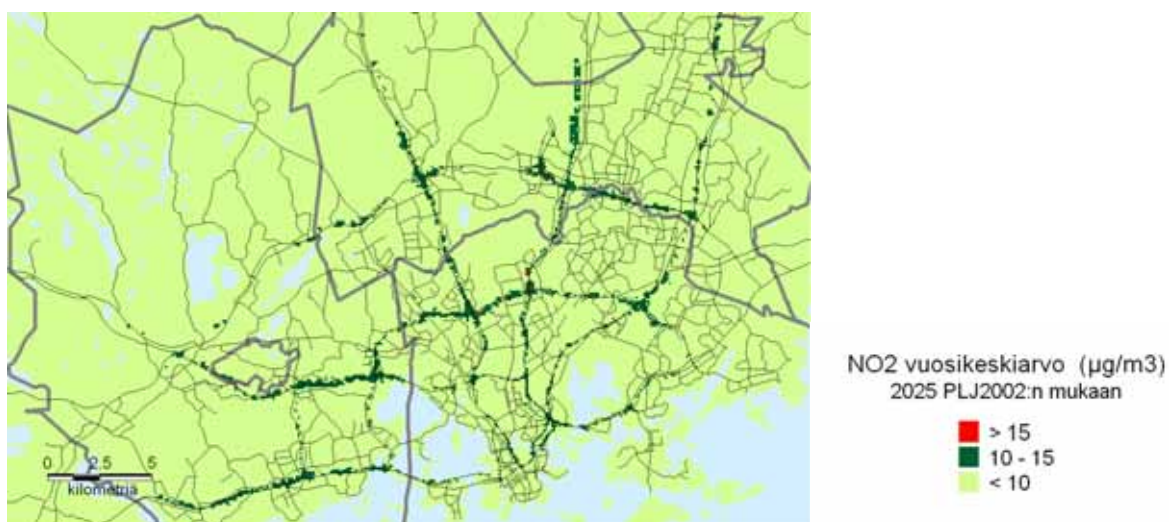 0 2.5 5
kilometriä
NO2 vuosikeskiarvo (µg/m3)
2025 PLJ2002:n mukaan
> 15
10 - 15
< 10